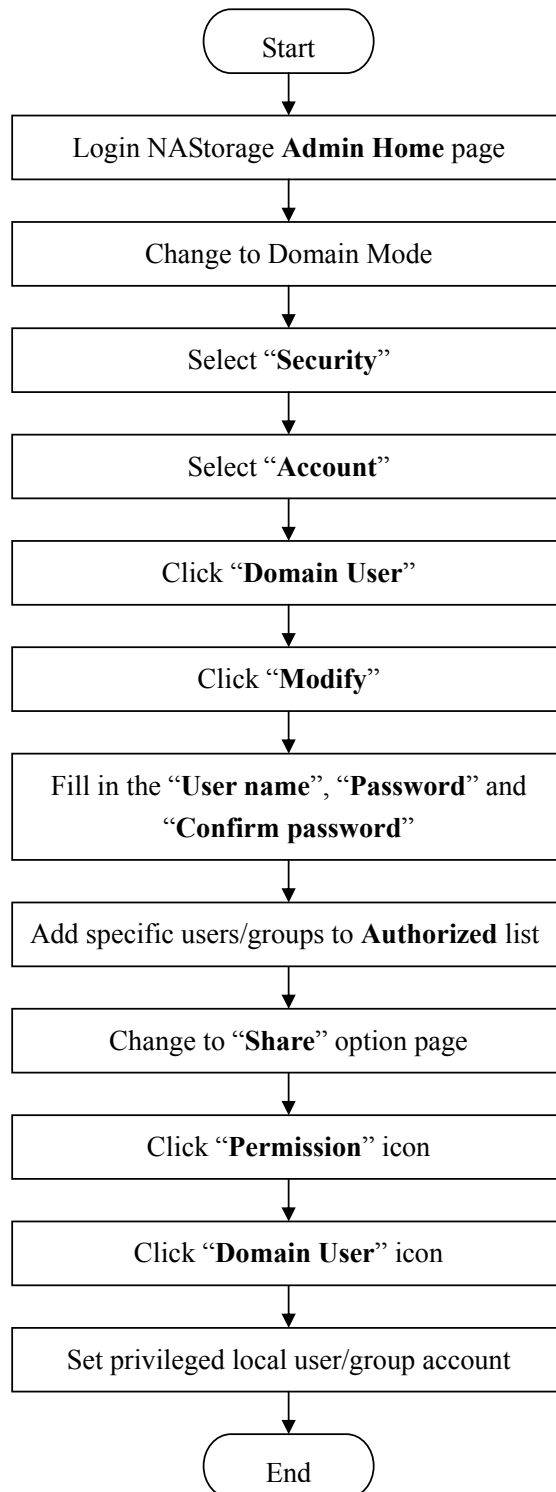 Start
Login NAStorage Admin Home page
Change to Domain Mode
Select “Security”
Select “Account”
Click “Domain User”
Click “Modify”
Fill in the “User name”, “Password” and
“Confirm password”
Add specific users/groups to Authorized list
Change to “Share” option page
Click “Permission” icon
Click “Domain User” icon
Set privileged local user/group account
End